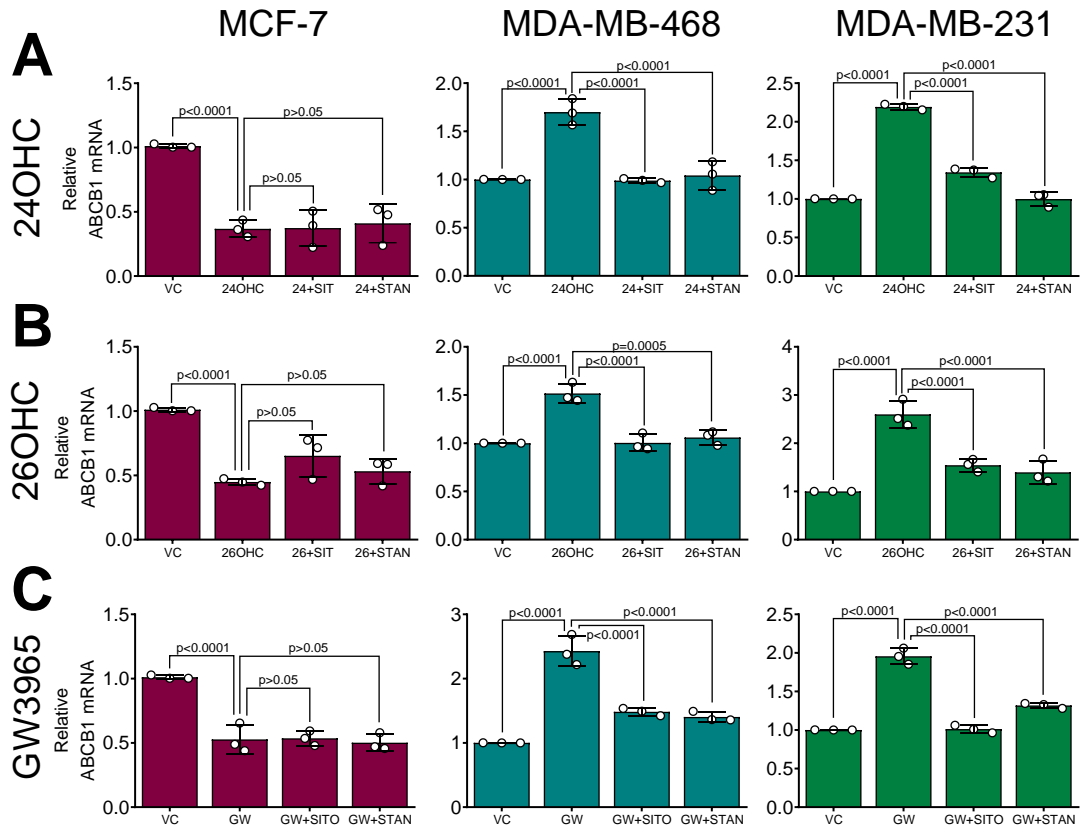 MCF-7 MDA-MB-468 MDA-MB-231
A
24OHC
Relative
ABCB1 mRNA
1.5
1.0
0.5
0.0
p<0.0001
p>0.05
p>0.05
VC 24OHC 24+SIT 24+STAN
2.0
1.5
1.0
0.5
0.0
p<0.0001
p<0.0001 p<0.0001
VC 24OHC 24+SIT 24+STAN
2.5
2.0
1.5
1.0
0.5
0.0
p<0.0001
p<0.0001
p<0.0001
VC 24OHC 24+SIT 24+STAN
B
26OHC
Relative
ABCB1 mRNA
1.5
1.0
0.5
0.0
p<0.0001 p>0.05
p>0.05
VC 26OHC 26+SIT 26+STAN
2.0
1.5
1.0
0.5
0.0
p=0.0005
p<0.0001 p<0.0001
VC 26OHC 26+SIT 26+STAN
4
3
2
1
0
p<0.0001 p<0.0001
p<0.0001
VC 26OHC 26+SIT 26+STAN
C
GW3965
Relative
ABCB1 mRNA
1.5
1.0
0.5
0.0
p<0.0001 p>0.05
p>0.05
VC GW GW+SITO GW+STAN
3
2
1
0
p<0.0001 p<0.0001
p<0.0001
VC GW GW+SITO GW+STAN
2.5
2.0
1.5
1.0
0.5
0.0
p<0.0001 p<0.0001
p<0.0001
VC GW GW+SITO GW+STAN